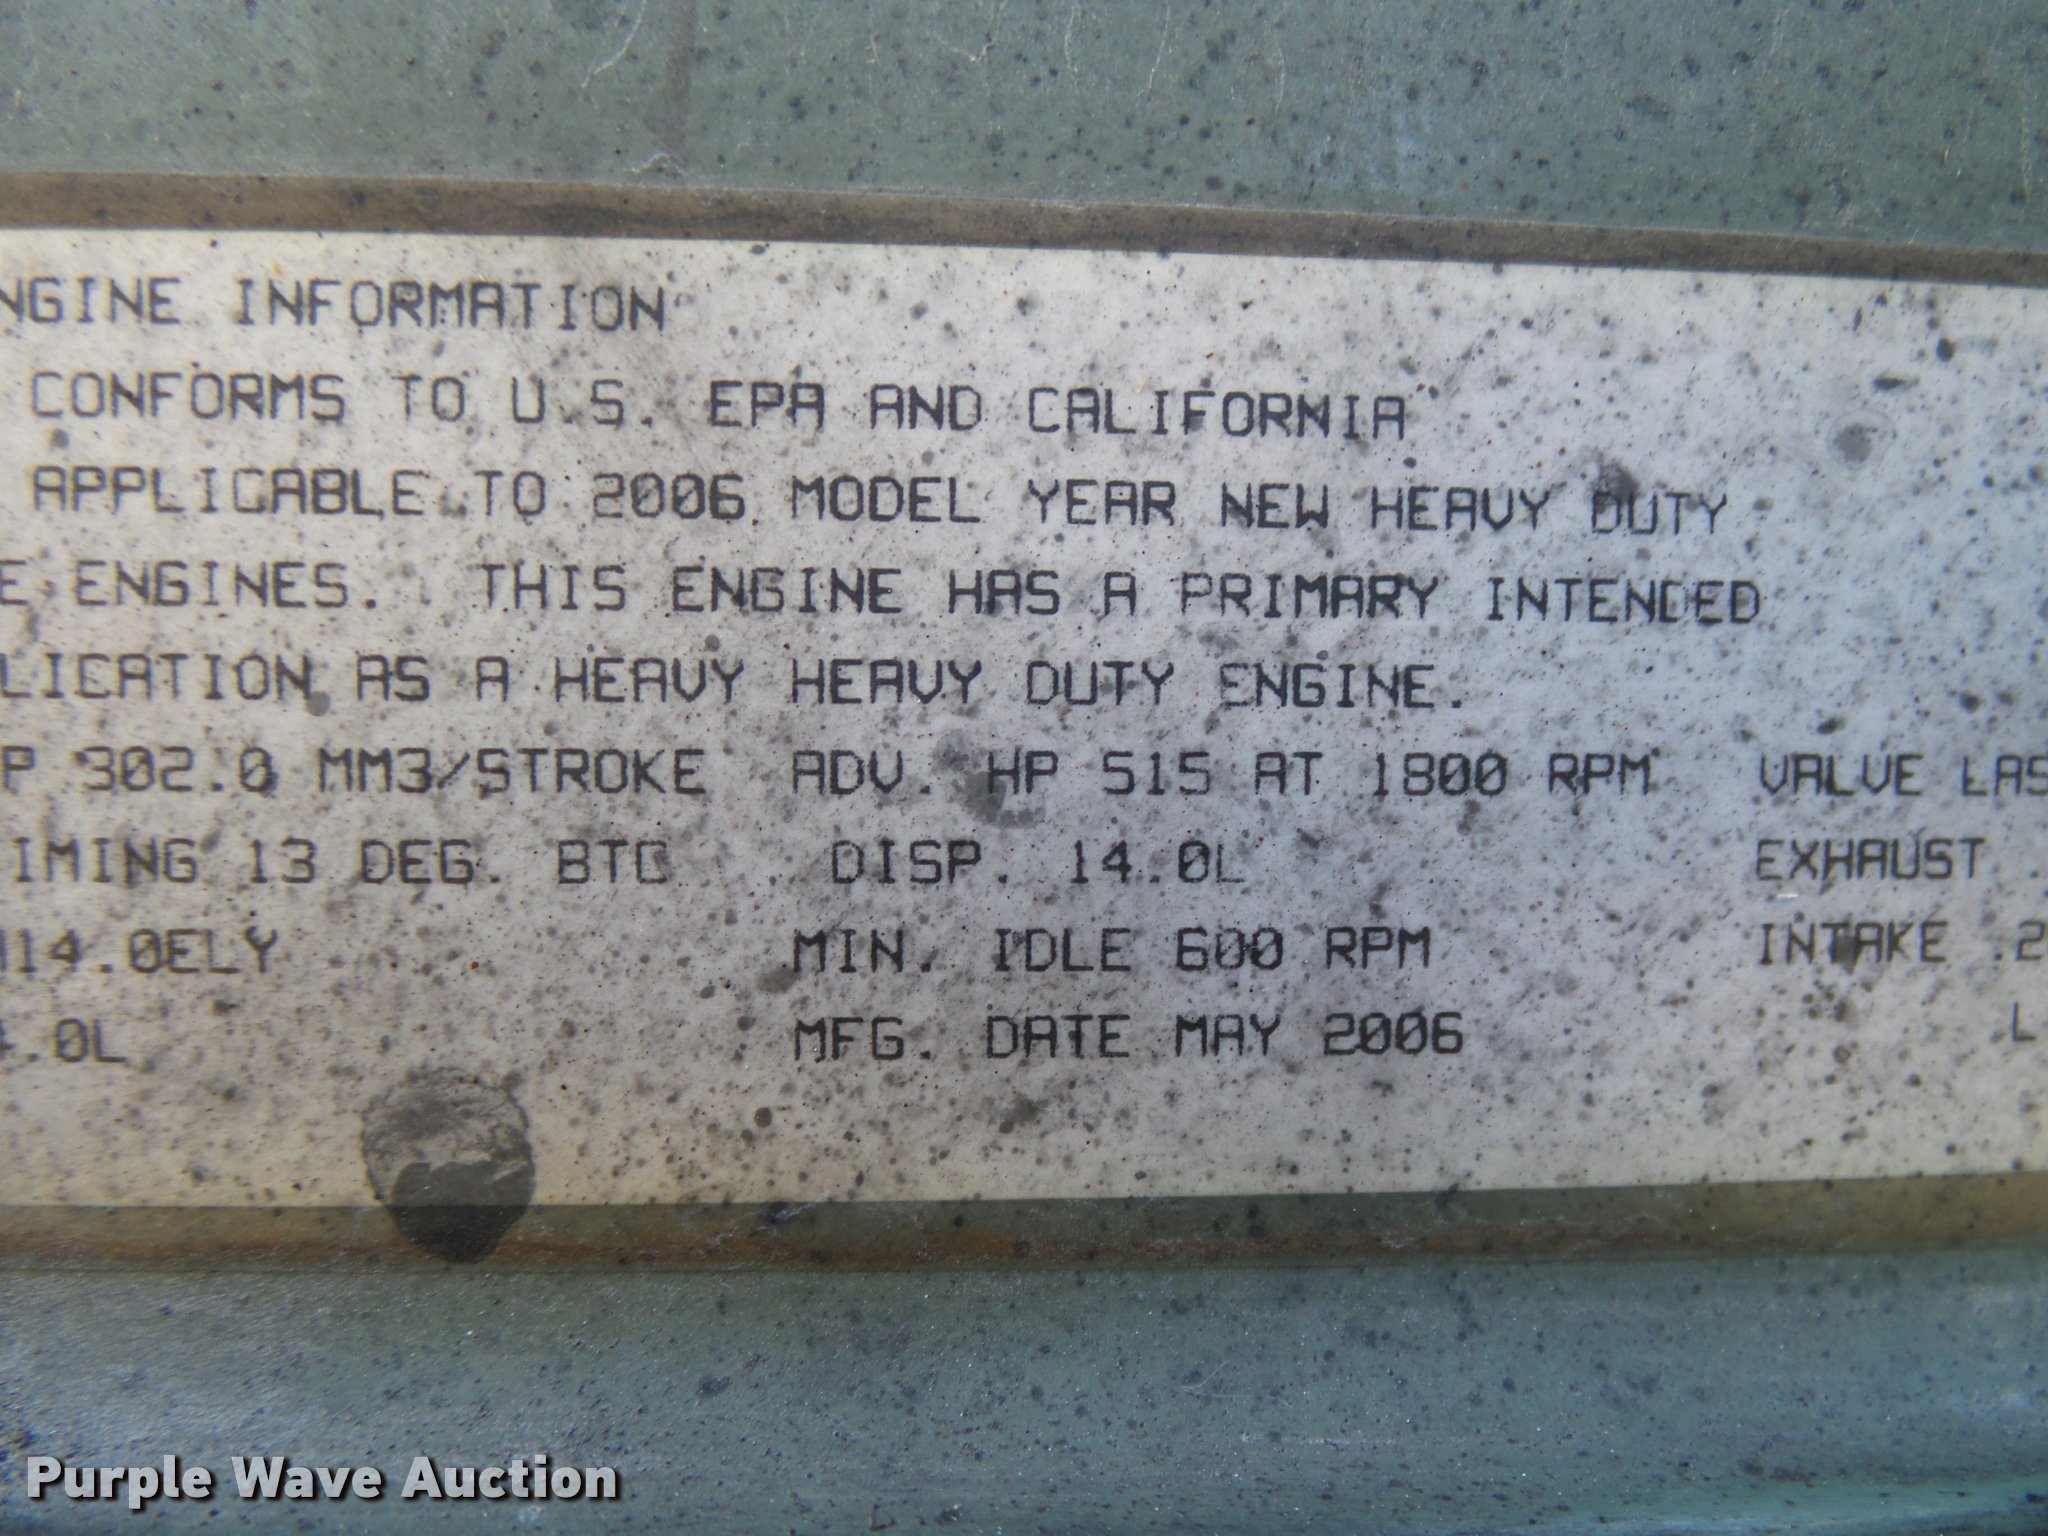 NGINE INFORMATION
CONFORMS TO U.S. EPA AND CALIFORNIA
APPLICABLE TO 2006 MODEL YEAR NEW HEAVY DUTY
E ENGINES. THIS ENGINE HAS A PRIMARY INTENDED
LICATION AS A HEAVY HEAVY DUTY ENGINE.
P 302.0 MM3/STROKE ADV. HP 515 AT 1800 RPM VALVE LAS
IMING 13 DEG. BTC DISP. 14.0L EXHAUST .
14.0ELY MIN. IDLE 600 RPM INTAKE .2
.0L MFG. DATE MAY 2006 L
Purple Wave Auction